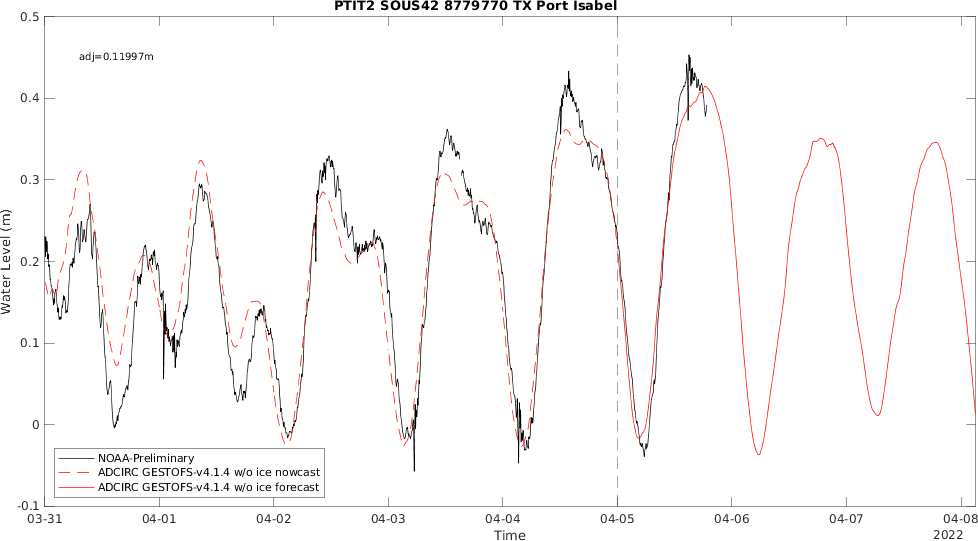 PTIT2 SOUS42 8779770 TX Port Isabel
adj=0.11997m
0.5
0.4
0.3
0.2
0.1
0
-0.1
Water Level (m)
NOAA-Preliminary
ADCIRC GESTOFS-v4.1.4 w/o ice nowcast
ADCIRC GESTOFS-v4.1.4 w/o ice forecast
03-31 04-01 04-02 04-03 04-04 04-05 04-06 04-07 04-08
Time
2022